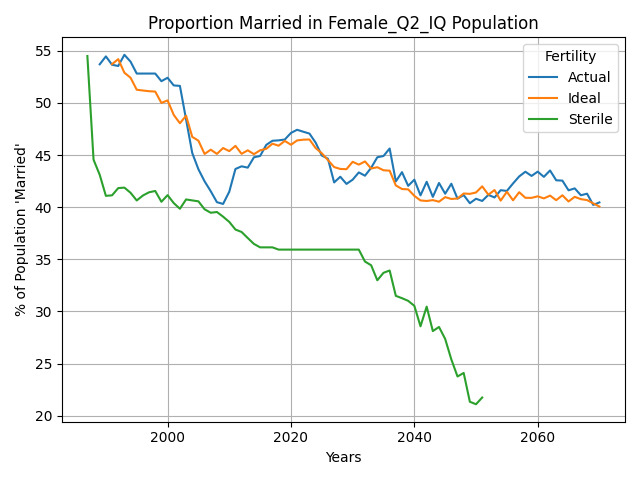 Proportion Married in Female_Q2_IQ Population
% of Population 'Married'
55
50
45
40
35
30
25
20
2000
2020
2040
2060
Years
Fertility
Actual
Ideal
Sterile